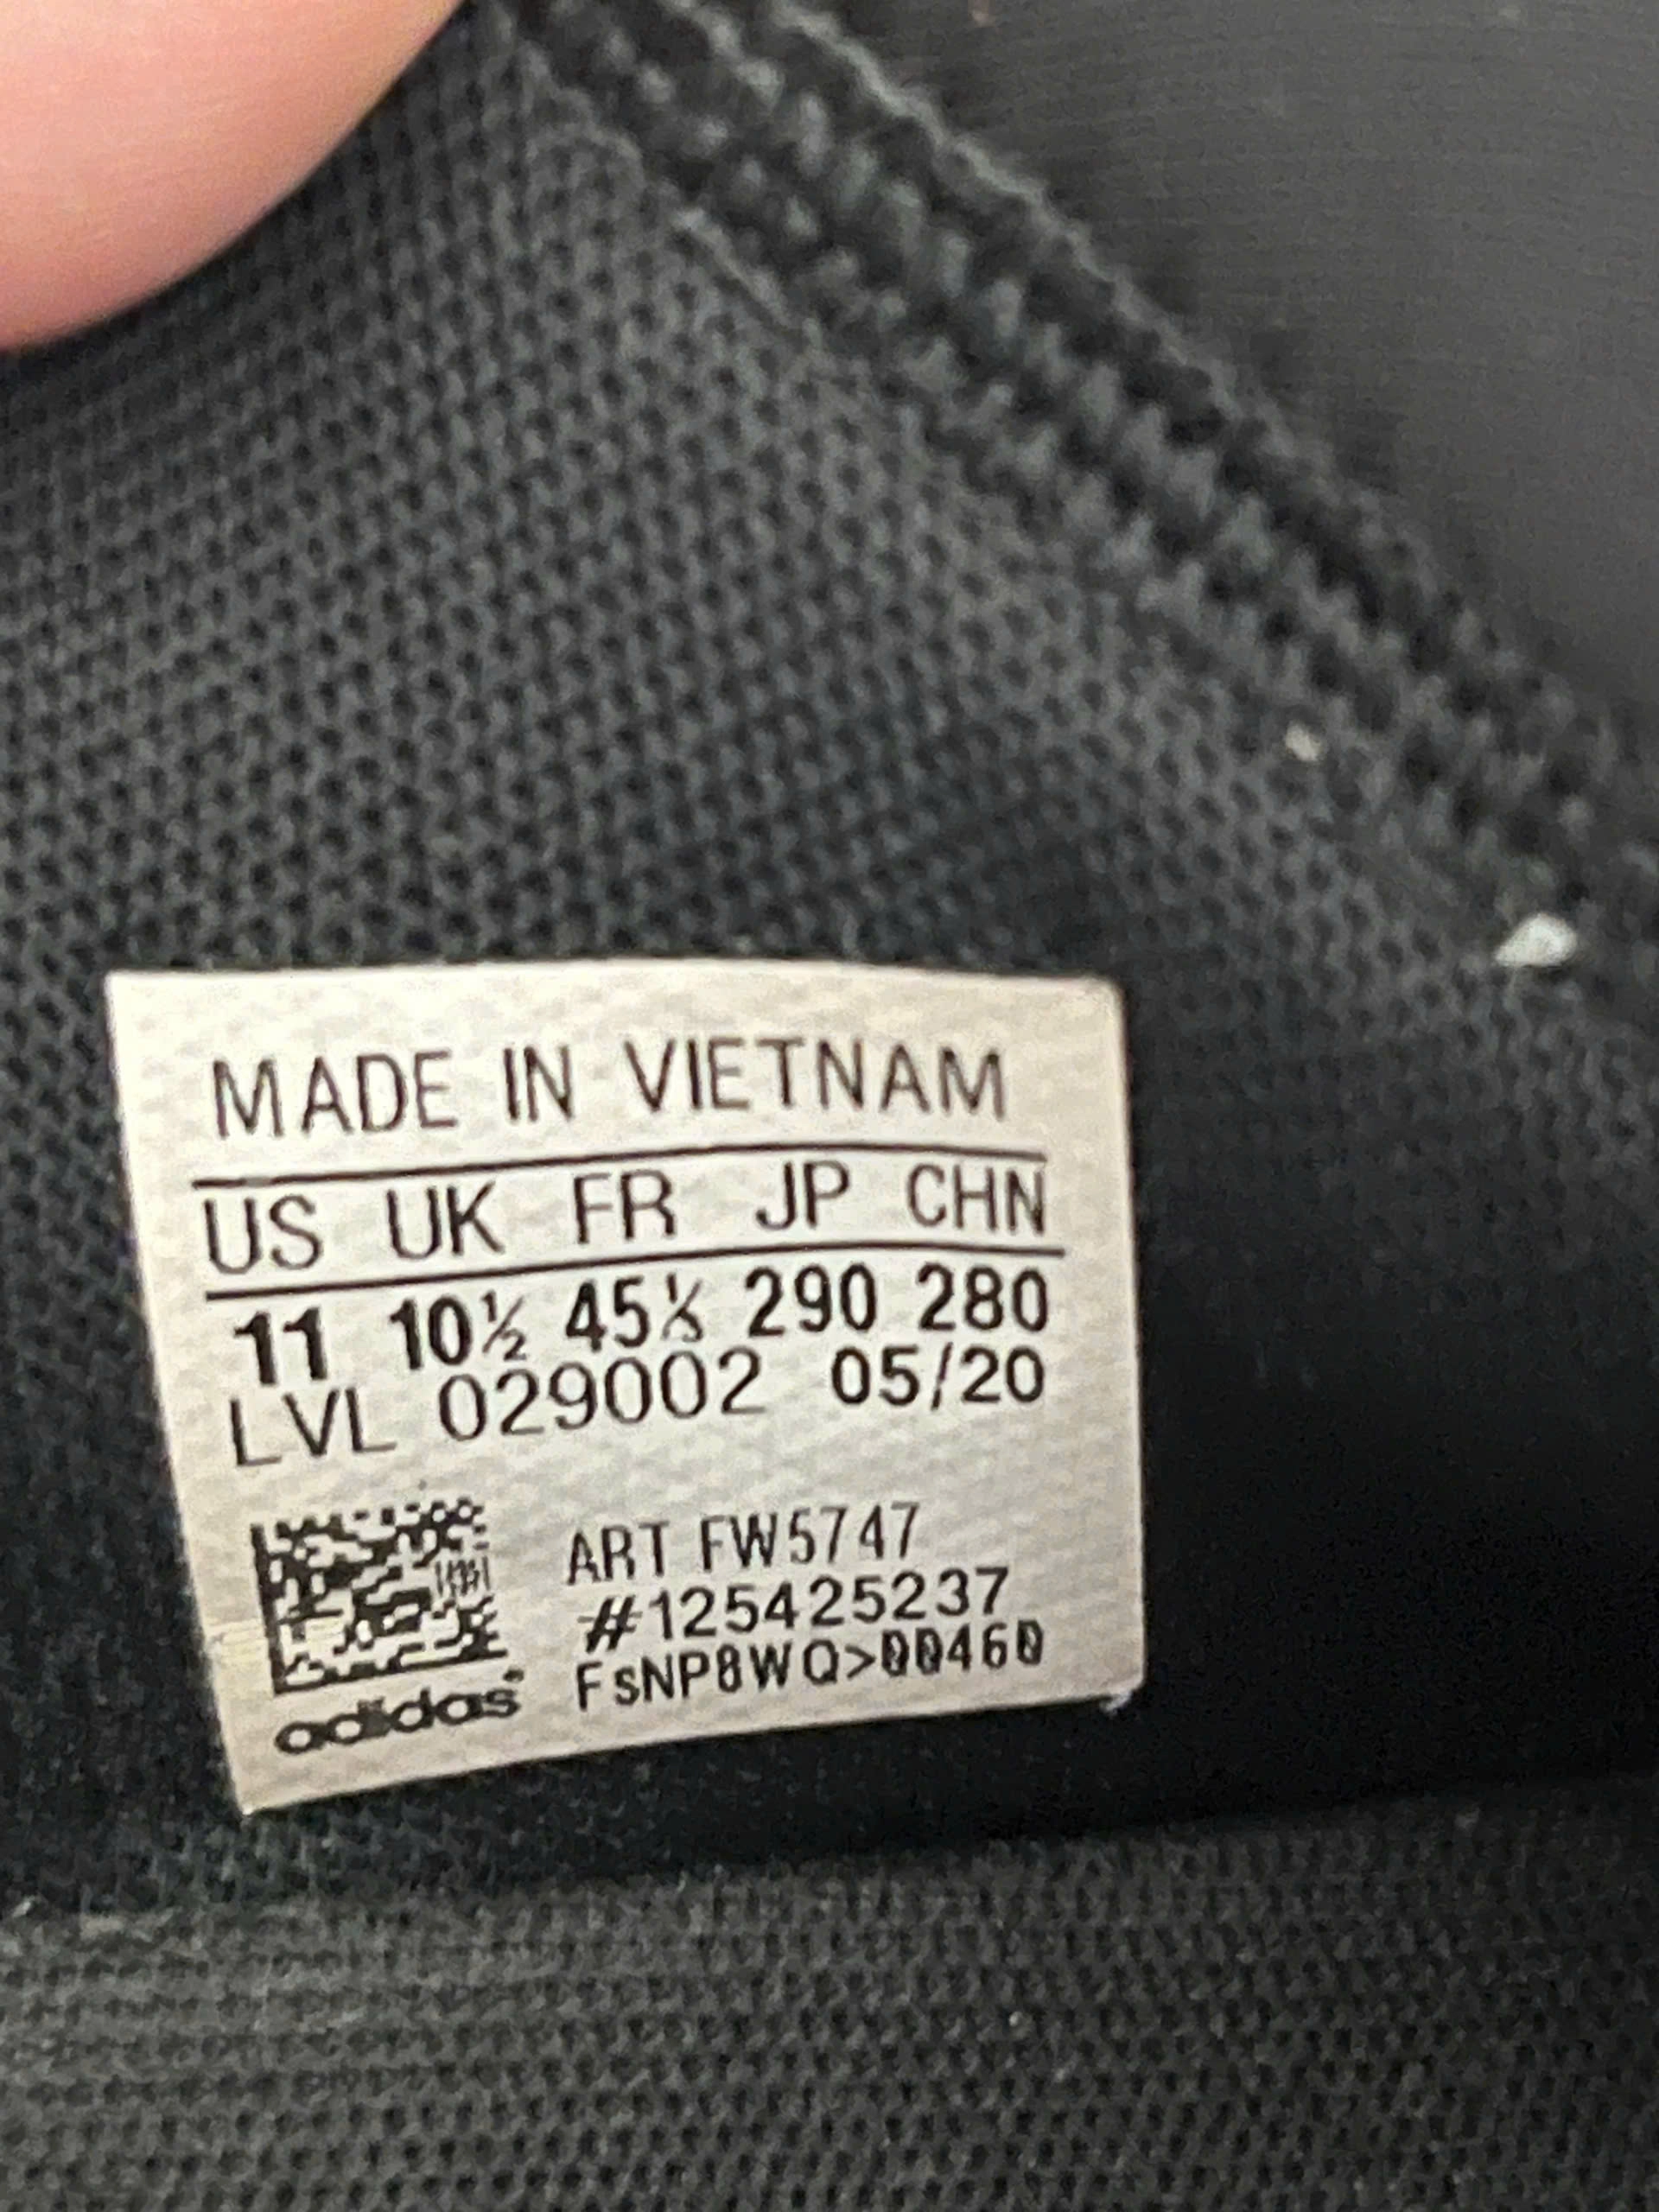 MADE IN VIETNAM
US UK FR JP CHN
11 10½ 45⅓ 290 280
LVL 029002 05/20
ART FW5747
#125425237
FsNP8WQ>00460
adidas